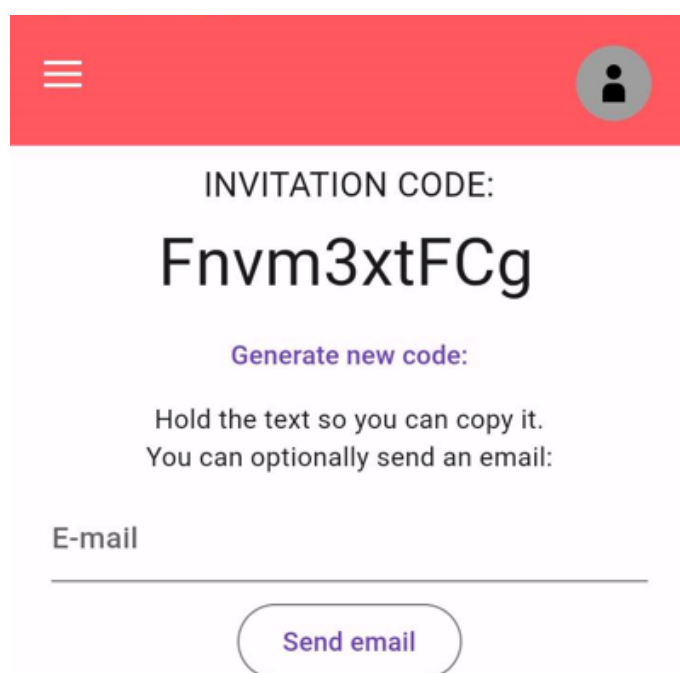 INVITATION CODE:
Fnvm3xtFCg
Generate new code:
Hold the text so you can copy it.
You can optionally send an email:
E-mail
Send email